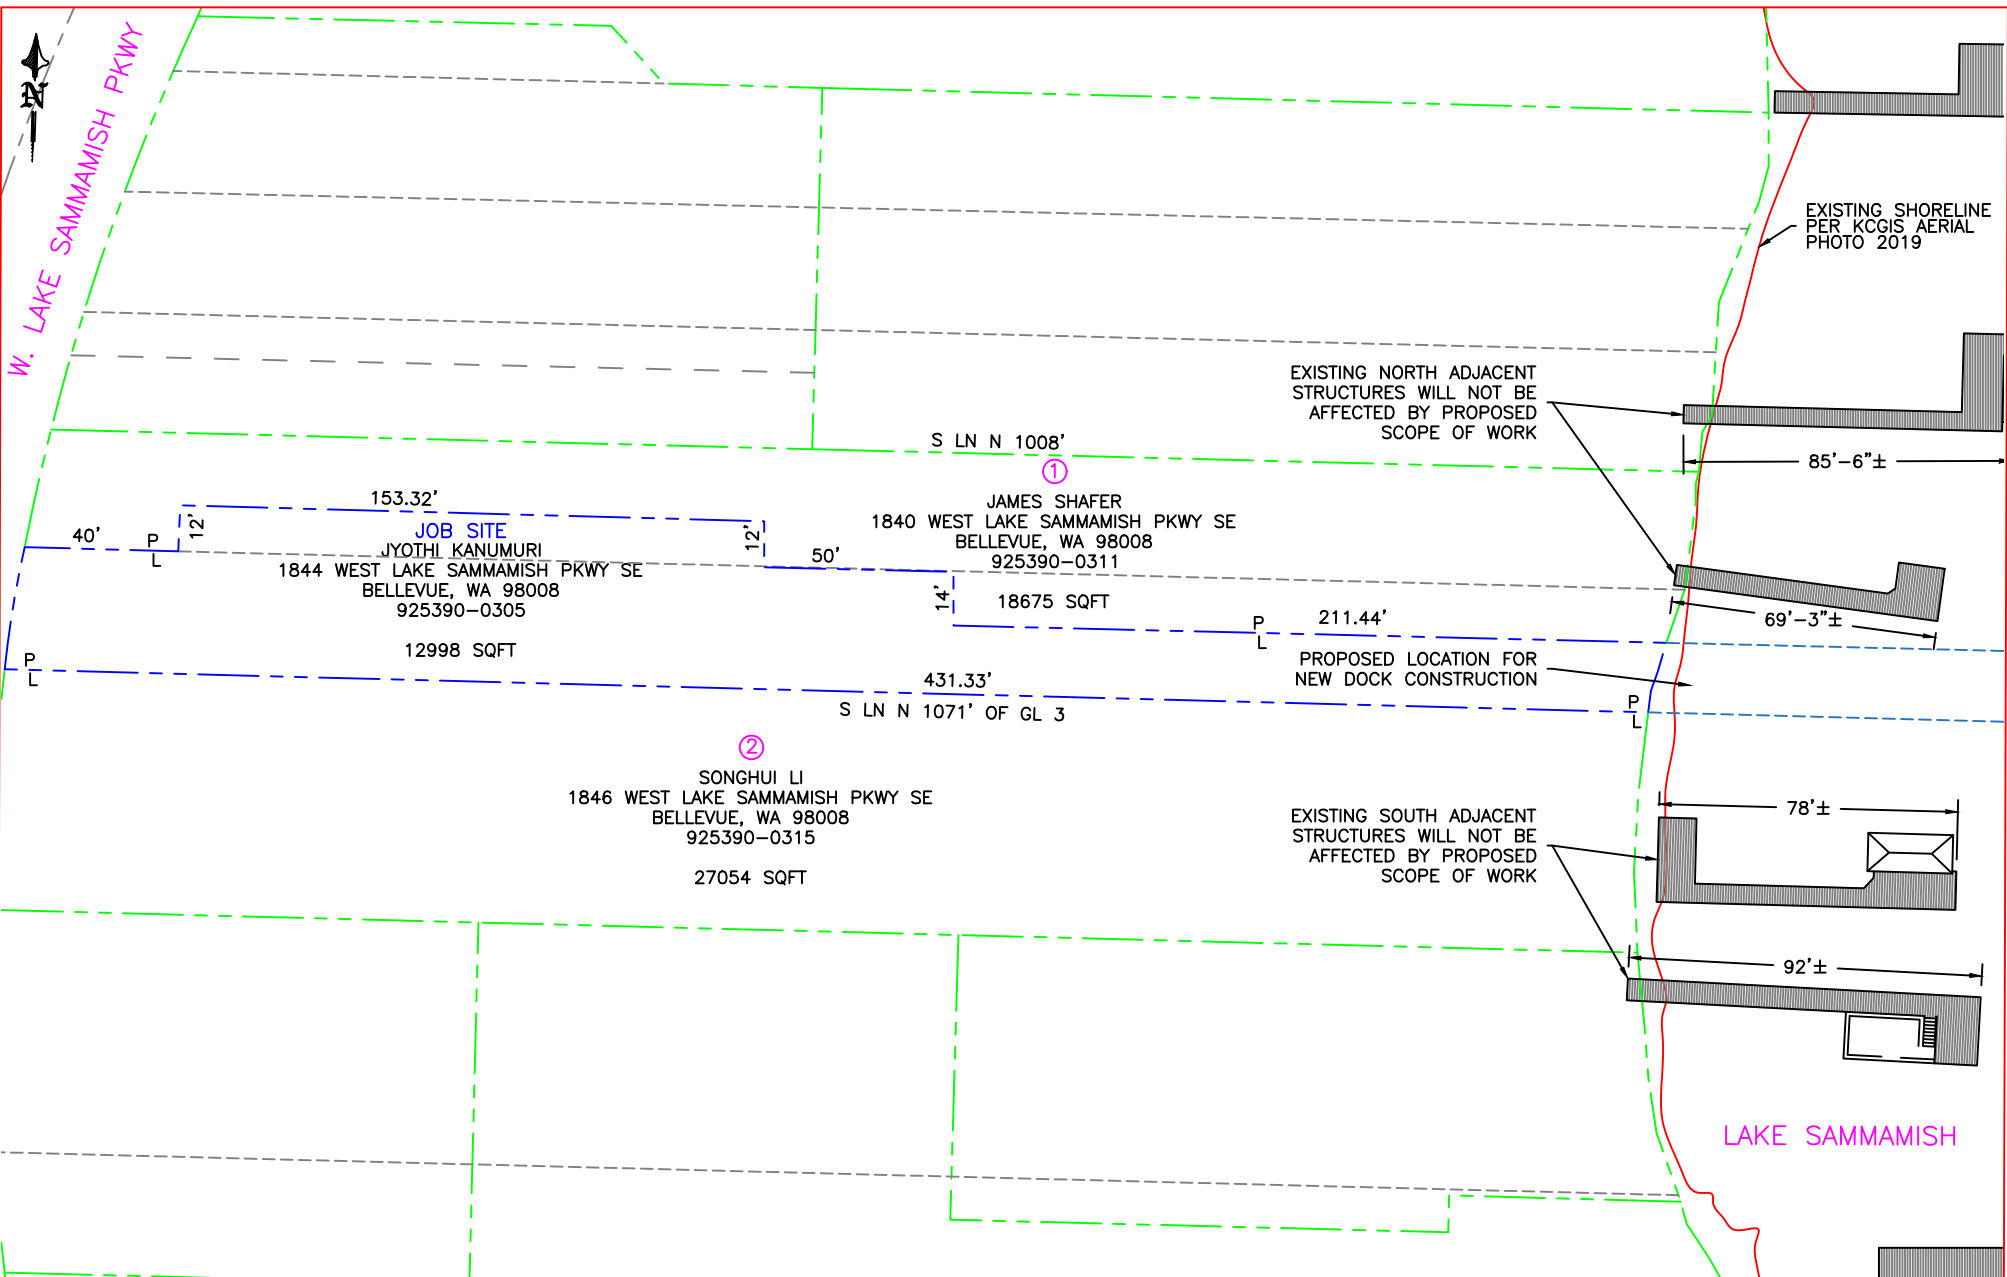 N
W. LAKE SAMMAMISH PKWY
EXISTING SHORELINE
PER KCGIS AERIAL
PHOTO 2019
EXISTING NORTH ADJACENT
STRUCTURES WILL NOT BE
AFFECTED BY PROPOSED
SCOPE OF WORK
S LN N 1008'
85'-6"±
1
JAMES SHAFER
1840 WEST LAKE SAMMAMISH PKWY SE
BELLEVUE, WA 98008
925390-0311
18675 SQFT
153.32'
12'
12'
40'
P
L
JOB SITE
JYOTHI KANUMURI
1844 WEST LAKE SAMMAMISH PKWY SE
BELLEVUE, WA 98008
925390-0305
12998 SQFT
50'
14'
P
L
211.44'
69'-3"±
PROPOSED LOCATION FOR
NEW DOCK CONSTRUCTION
P
L
431.33'
S LN N 1071' OF GL 3
P
L
2
SONGHUI LI
1846 WEST LAKE SAMMAMISH PKWY SE
BELLEVUE, WA 98008
925390-0315
27054 SQFT
EXISTING SOUTH ADJACENT
STRUCTURES WILL NOT BE
AFFECTED BY PROPOSED
SCOPE OF WORK
78'±
92'±
LAKE SAMMAMISH